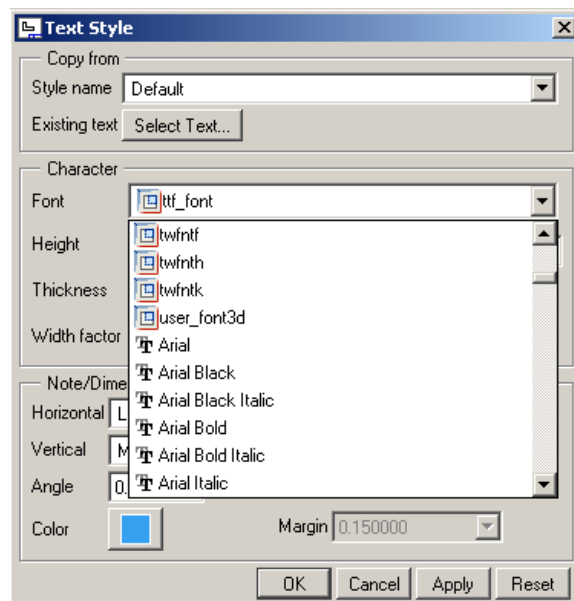 Text Style
Copy from
Style name Default
Existing text Select Text...
Character
Font ttf_font
Height
twfntf
twfnth
Thickness
twfntk
user_font3d
Width factor
Arial
Arial Black
Note/Dime
Arial Black Italic
Horizontal L
Arial Bold
Vertical M
Arial Bold Italic
Angle 0.
Arial Italic
Color
Margin 0.150000
OK Cancel Apply Reset